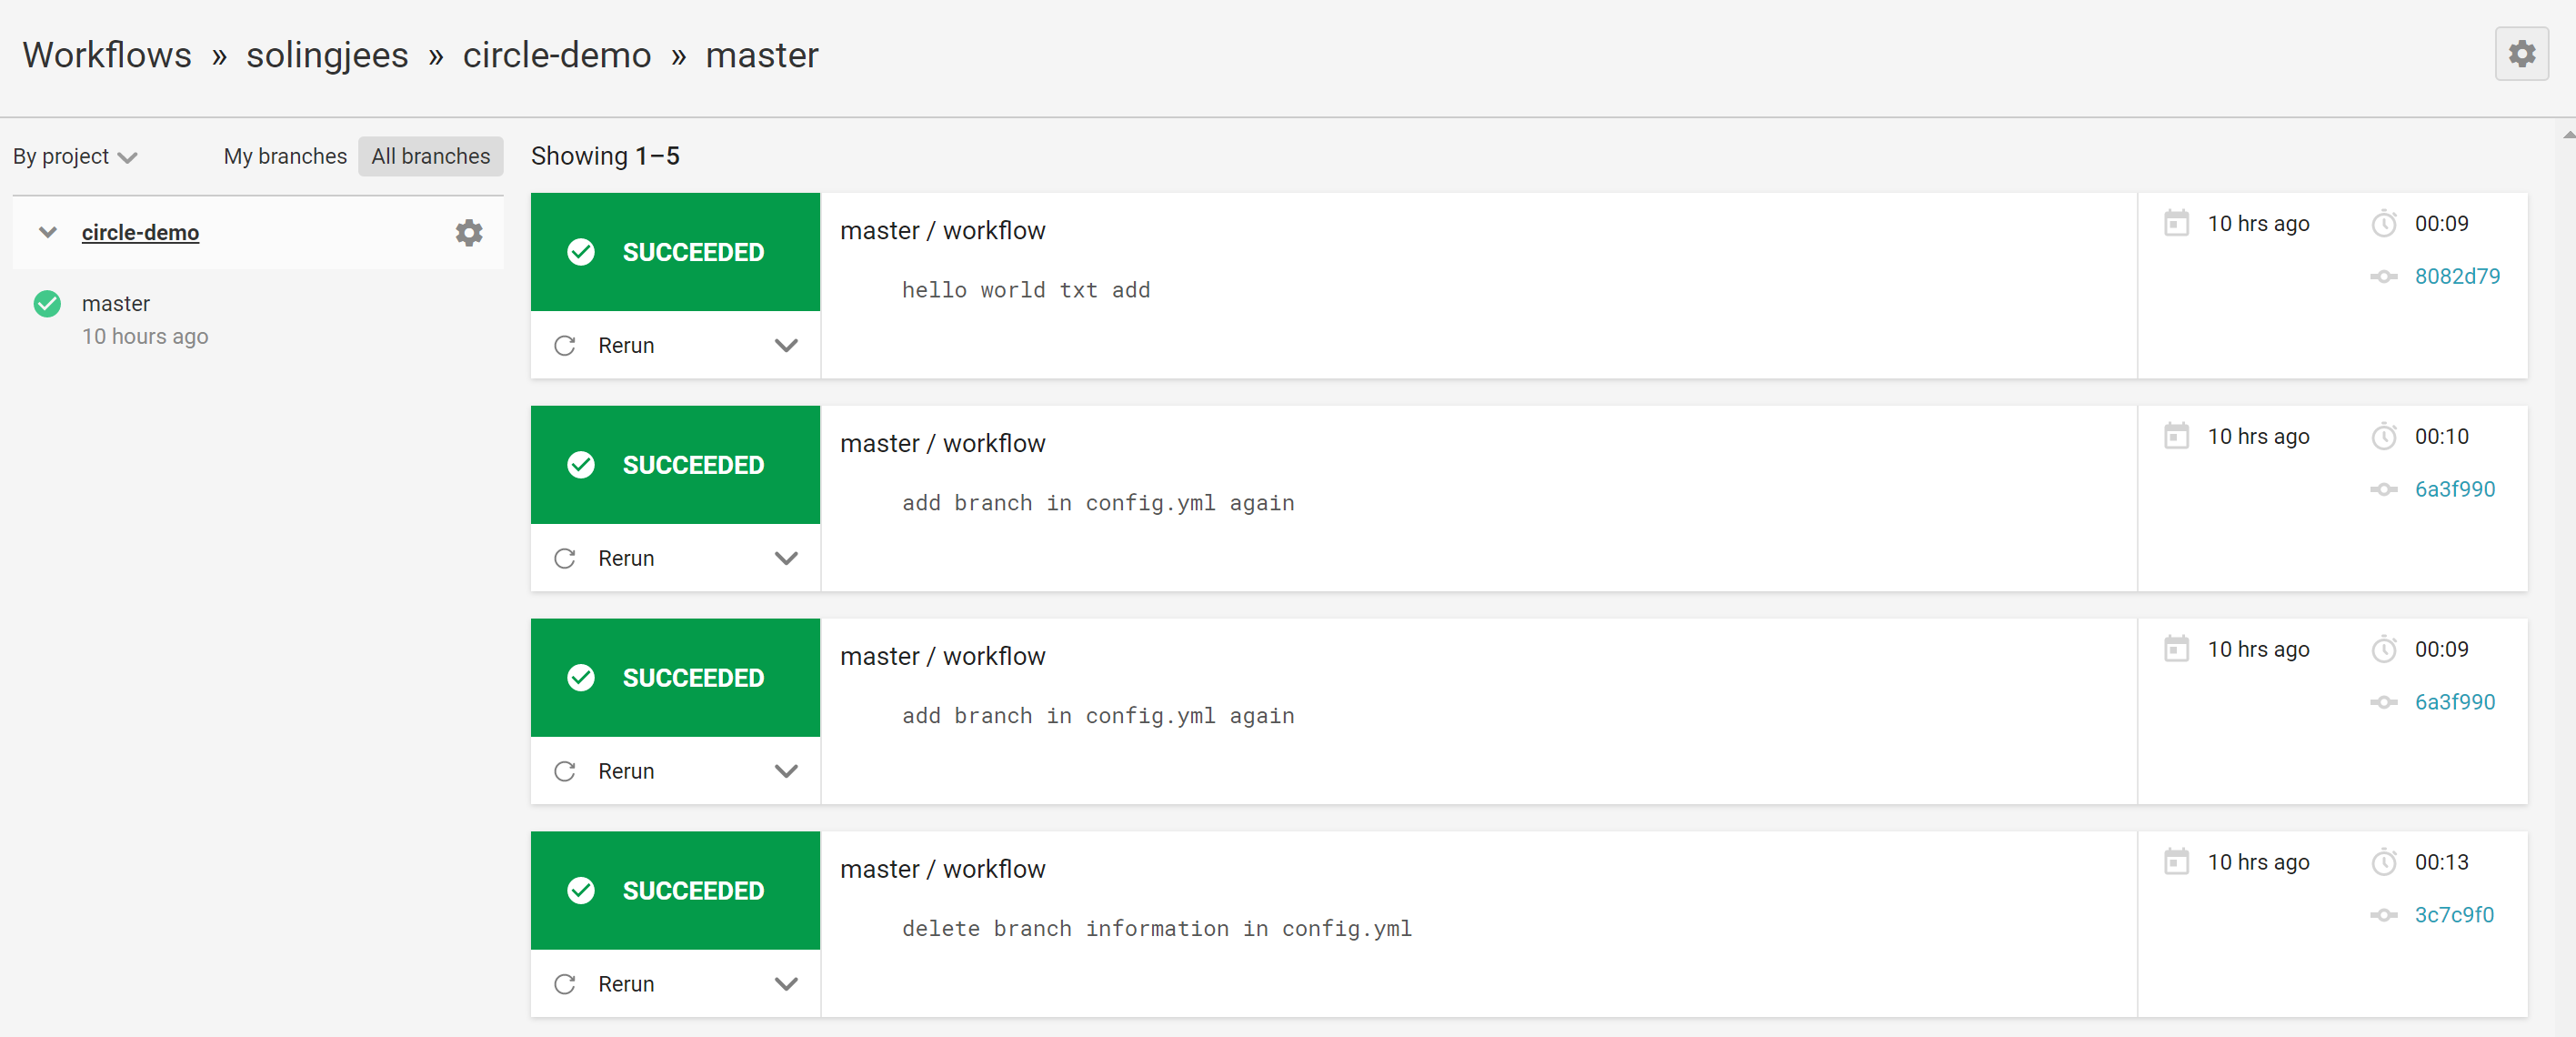 Workflows » solingjees » circle-demo » master
By project My branches All branches
circle-demo
master
10 hours ago
Showing 1–5
SUCCEEDED
Rerun
master / workflow
hello world txt add
10 hrs ago 00:09
8082d79
SUCCEEDED
Rerun
master / workflow
add branch in config.yml again
10 hrs ago 00:10
6a3f990
SUCCEEDED
Rerun
master / workflow
add branch in config.yml again
10 hrs ago 00:09
6a3f990
SUCCEEDED
Rerun
master / workflow
delete branch information in config.yml
10 hrs ago 00:13
3c7c9f0